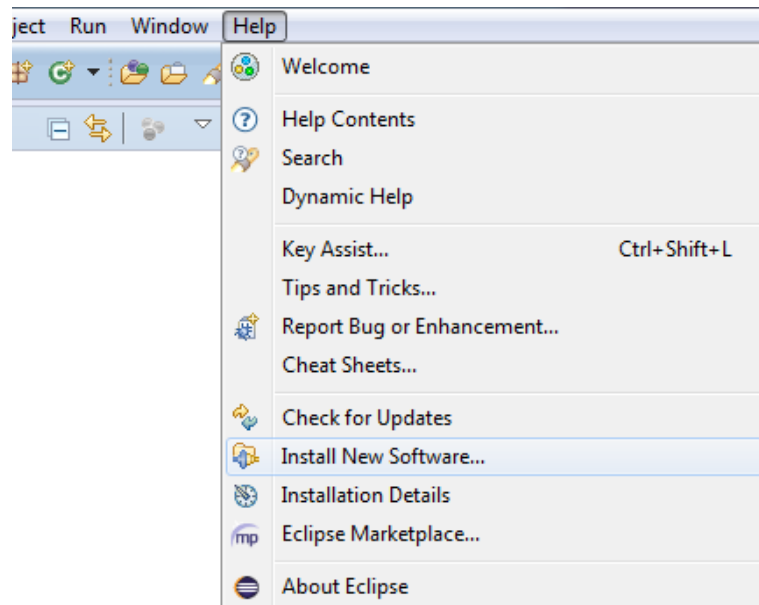 ject Run Window Help
Welcome
Help Contents
Search
Dynamic Help
Key Assist... Ctrl+Shift+L
Tips and Tricks...
Report Bug or Enhancement...
Cheat Sheets...
Check for Updates
Install New Software...
Installation Details
mp Eclipse Marketplace...
About Eclipse